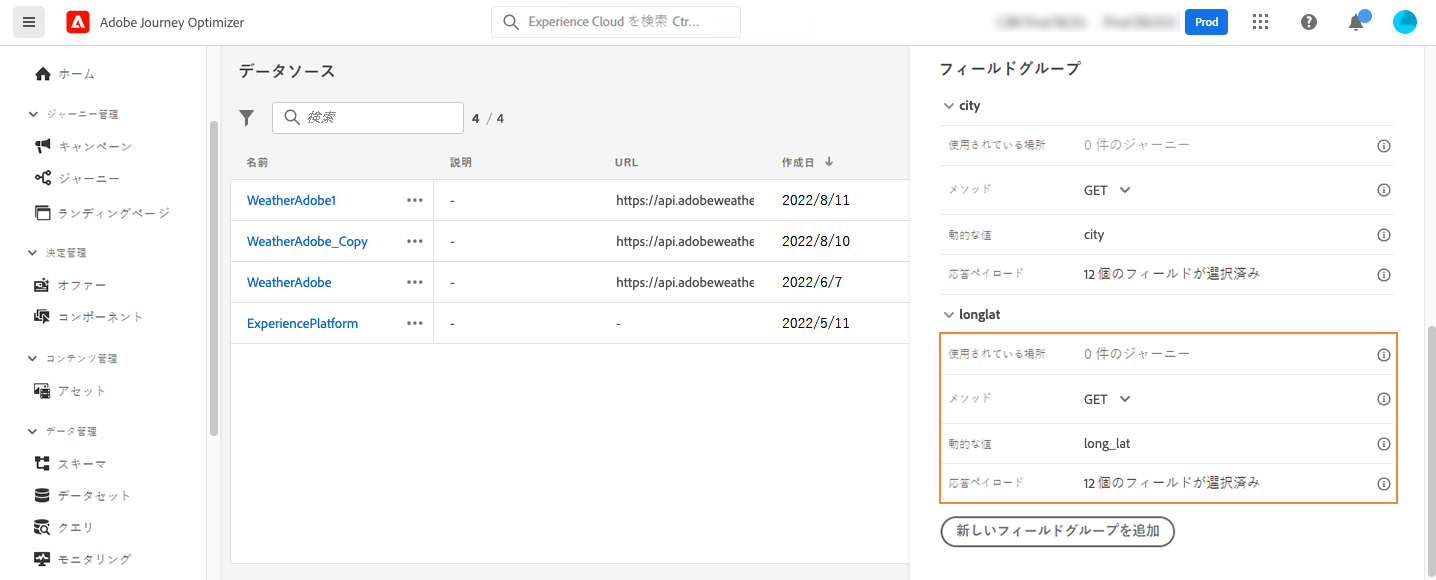 Adobe Journey Optimizer
Experience Cloud を検索 Ctr...
Prod
ホーム
ジャーニー管理
キャンペーン
ジャーニー
ランディングページ
決定管理
オファー
コンポーネント
コンテンツ管理
アセット
データ管理
スキーマ
データセット
クエリ
モニタリング
データソース
検索
4 / 4
名前 説明 URL 作成日
WeatherAdobe1 - https://api.adobeweathe 2022/8/11
WeatherAdobe_Copy - https://api.adobeweathe 2022/8/10
WeatherAdobe - https://api.adobeweathe 2022/6/7
ExperiencePlatform - - 2022/5/11
フィールドグループ
city
使用されている場所 0 件のジャーニー
メソッド GET
動的な値 city
応答ペイロード 12 個のフィールドが選択済み
longlat
使用されている場所 0 件のジャーニー
メソッド GET
動的な値 long_lat
応答ペイロード 12 個のフィールドが選択済み
新しいフィールドグループを追加